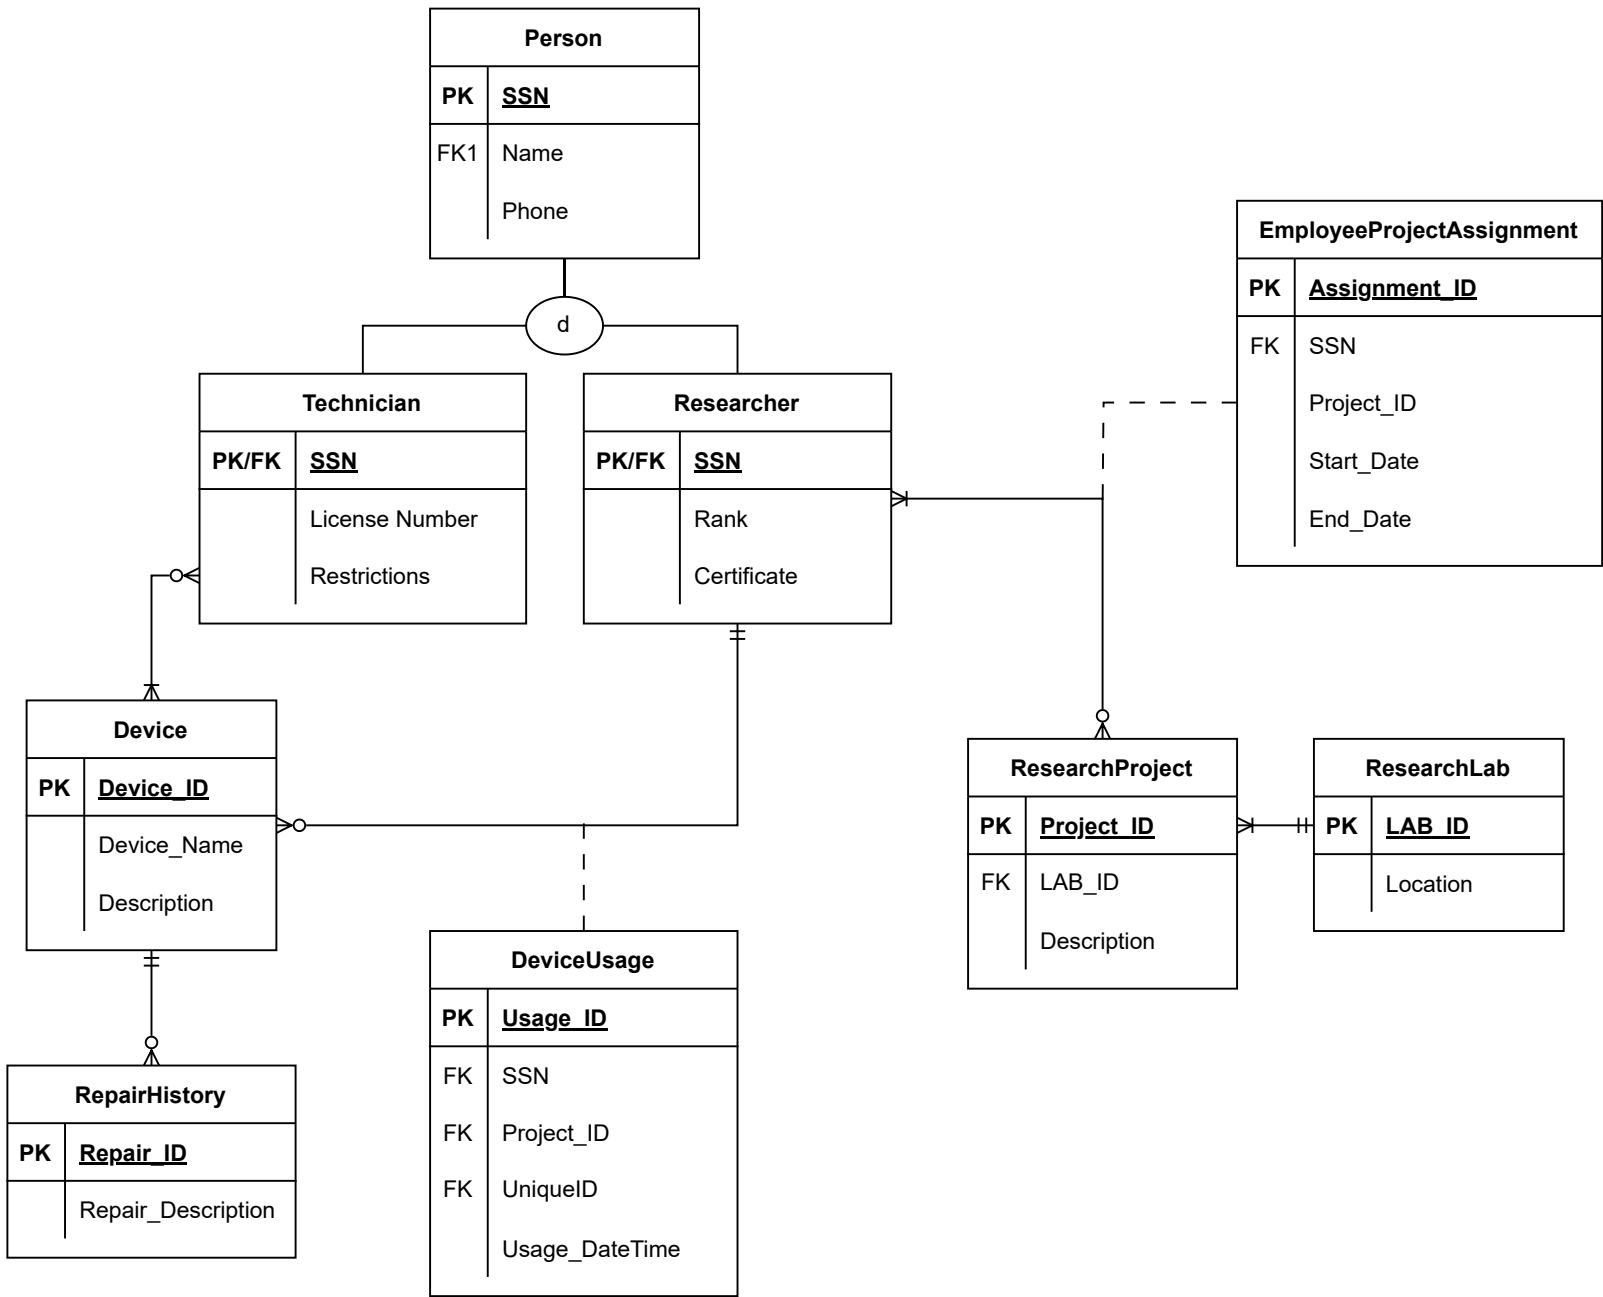 Person
PK SSN
FK1 Name
Phone
d
EmployeeProjectAssignment
PK Assignment_ID
FK SSN
Project_ID
Start_Date
End_Date
Technician
PK/FK SSN
License Number
Restrictions
Researcher
PK/FK SSN
Rank
Certificate
Device
PK Device_ID
Device_Name
Description
ResearchProject
PK Project_ID
FK LAB_ID
Description
ResearchLab
PK LAB_ID
Location
DeviceUsage
PK Usage_ID
FK SSN
FK Project_ID
FK UniqueID
Usage_DateTime
RepairHistory
PK Repair_ID
Repair_Description